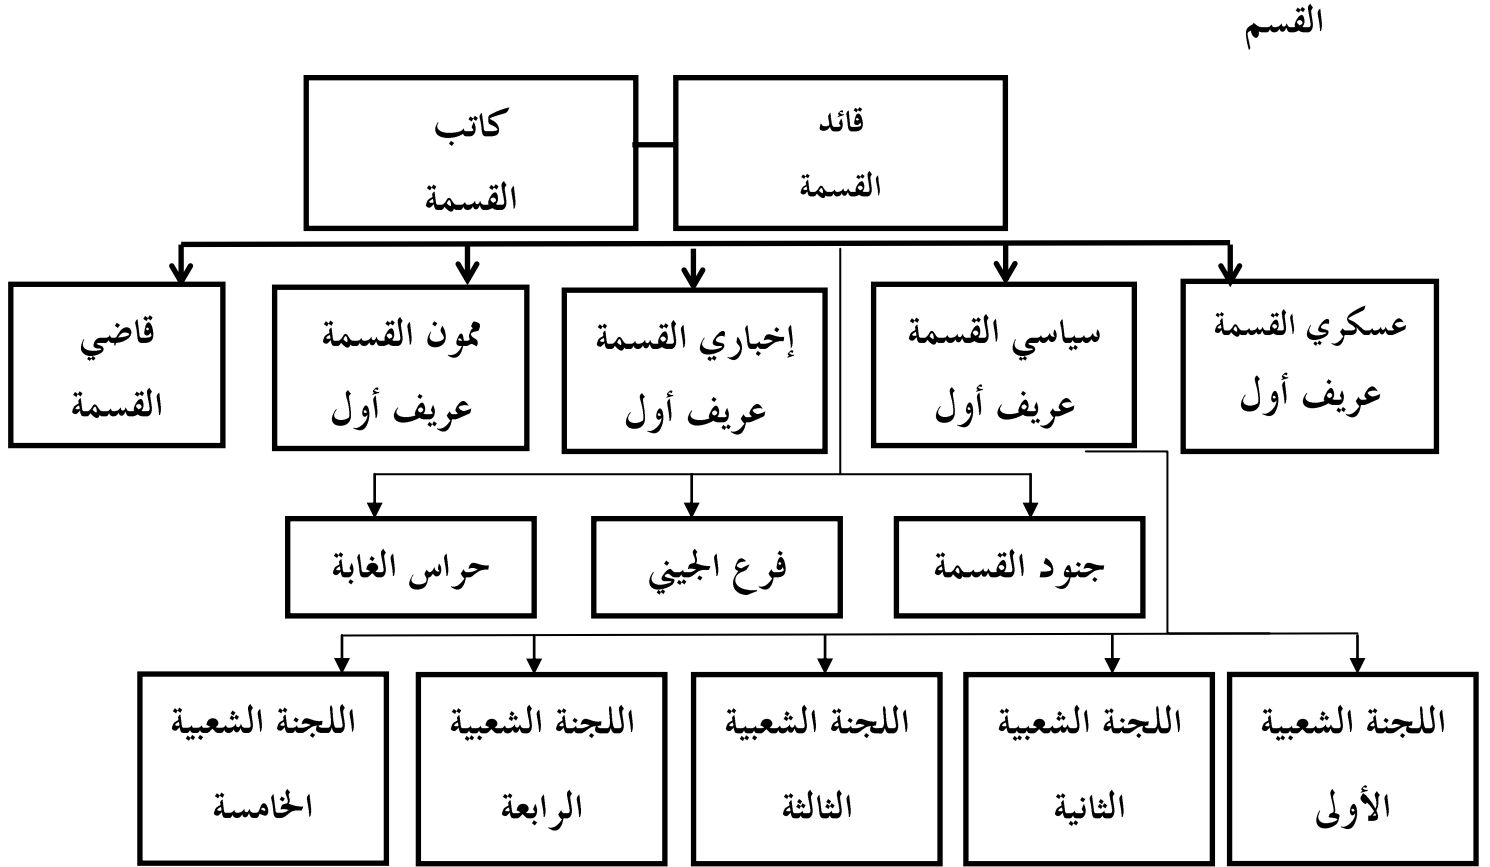 القسم
قائد
القسمة
كاتب
القسمة
عسكري القسمة
عريف أول
سياسي القسمة
عريف أول
إخباري القسمة
عريف أول
ممون القسمة
عريف أول
قاضي
القسمة
جنود القسمة
فرع الجيني
حراس الغابة
اللجنة الشعبية
الأولى
اللجنة الشعبية
الثانية
اللجنة الشعبية
الثالثة
اللجنة الشعبية
الرابعة
اللجنة الشعبية
الخامسة